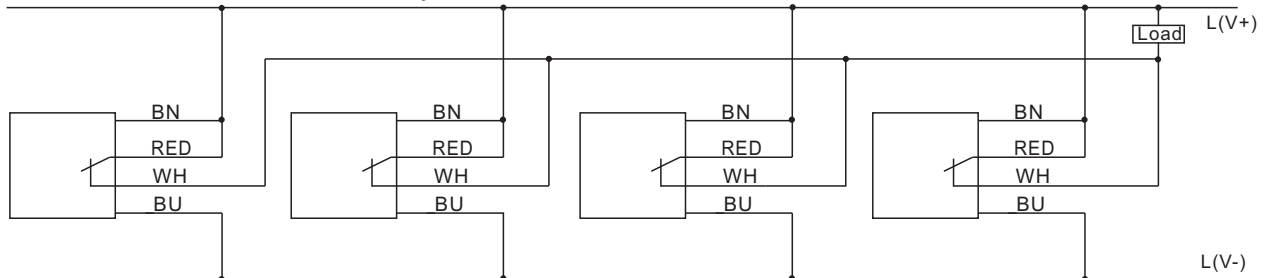 L(V+)
Load
BN BN BN BN
RED RED RED RED
WH WH WH WH
BU BU BU BU
L(V-)